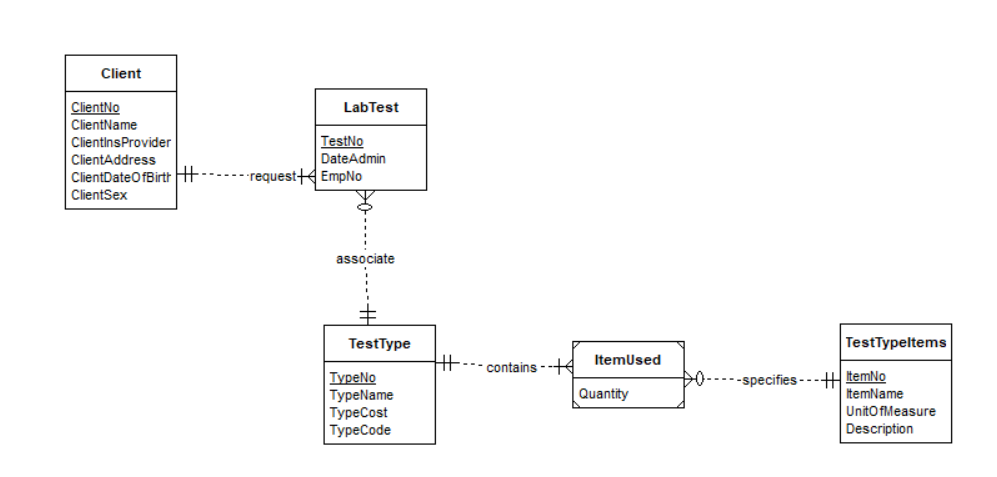 Client
ClientNo
ClientName
ClientInsProvider
ClientAddress
ClientDateOfBirth
ClientSex
request
LabTest
TestNo
DateAdmin
EmpNo
associate
TestType
TypeNo
TypeName
TypeCost
TypeCode
contains
ItemUsed
Quantity
specifies
TestTypeItems
ItemNo
ItemName
UnitOfMeasure
Description